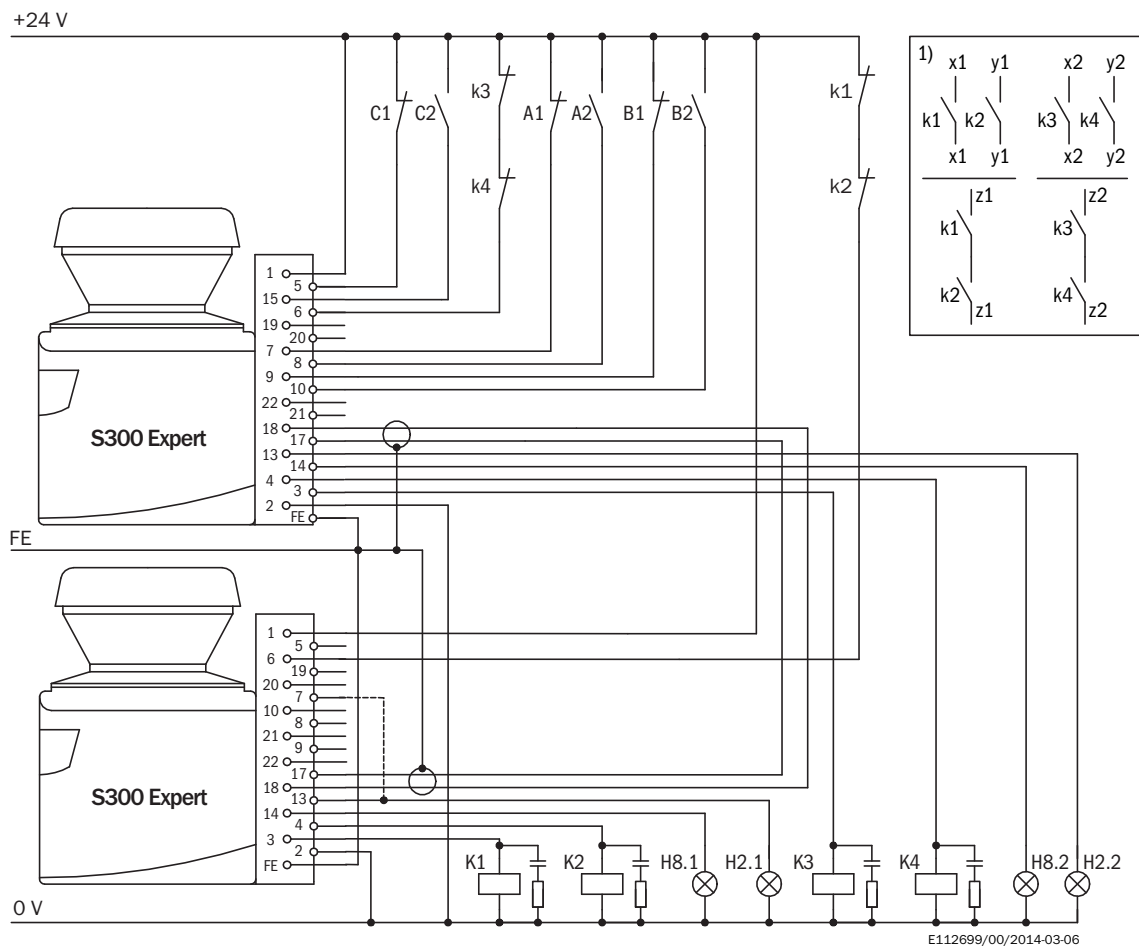 +24 V
1)
x1 y1 x2 y2
k1 k2 k3 k4
x1 y1 x2 y2
z1 z2
k1 k3
k2 k4
z1 z2
k3
k1
C1 C2 A1 A2 B1 B2
k4
k2
1
5
15
6
19
20
7
8
9
10
22
21
18
17
13
14
4
3
2
FE
S300 Expert
FE
1
5
6
19
20
7
10
8
21
9
22
17
18
13
14
4
3
2
FE
S300 Expert
K1 K2 H8.1 H2.1 K3 K4 H8.2 H2.2
0 V
E112699/00/2014-03-06